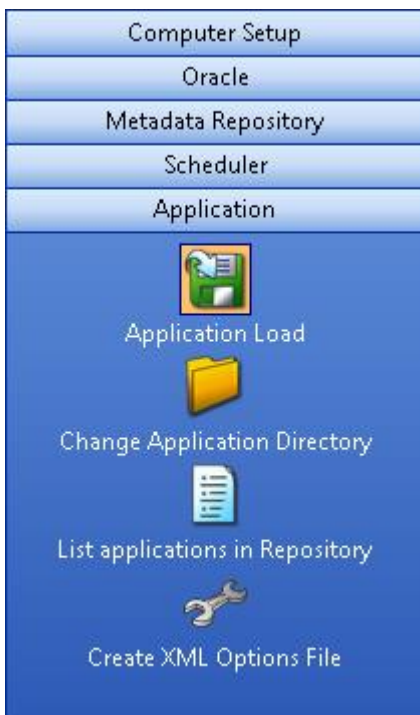 Computer Setup
Oracle
Metadata Repository
Scheduler
Application
Application Load
Change Application Directory
List applications in Repository
Create XML Options File